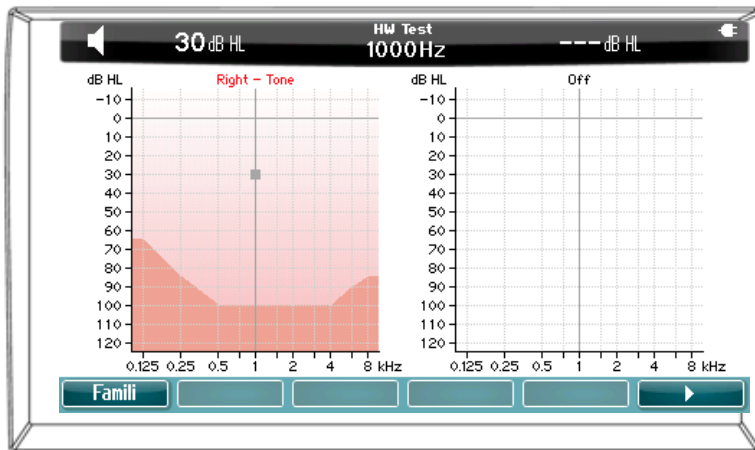 HW Test
30 dB HL 1000Hz ---dB HL
dB HL Right - Tone dB HL Off
-10 -10
0 0
10 10
20 20
30 30
40 40
50 50
60 60
70 70
80 80
90 90
100 100
110 110
120 120
0.125 0.25 0.5 1 2 4 8 kHz 0.125 0.25 0.5 1 2 4 8 kHz
Famili